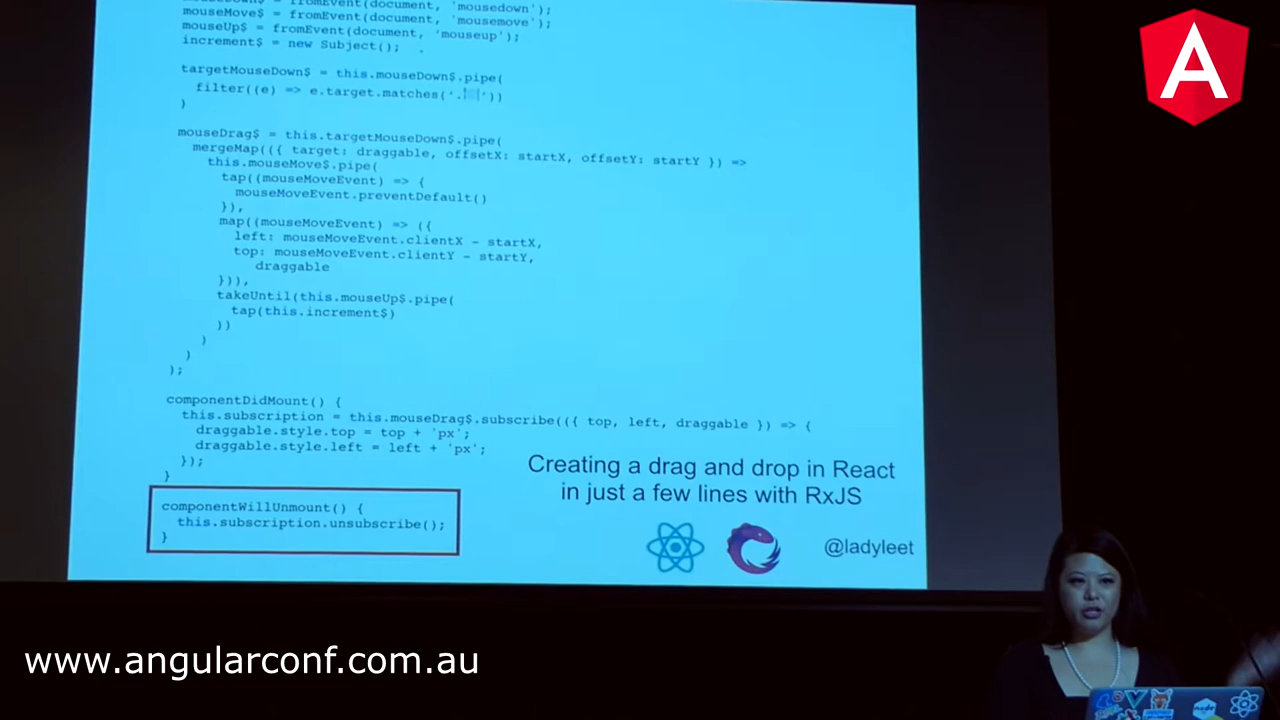 mouseDown$ = fromEvent(document, 'mousedown');
mouseMove$ = fromEvent(document, 'mousemove');
mouseUp$ = fromEvent(document, 'mouseup');
increment$ = new Subject();
targetMouseDown$ = this.mouseDown$.pipe(
filter((e) => e.target.matches('. '))
)
mouseDrag$ = this.targetMouseDown$.pipe(
mergeMap(({ target: draggable, offsetX: startX, offsetY: startY }) =>
this.mouseMove$.pipe(
tap((mouseMoveEvent) => {
mouseMoveEvent.preventDefault()
}),
map((mouseMoveEvent) => ({
left: mouseMoveEvent.clientX - startX,
top: mouseMoveEvent.clientY - startY,
draggable
})),
takeUntil(this.mouseUp$.pipe(
tap(this.increment$)
))
)
)
);
componentDidMount() {
this.subscription = this.mouseDrag$.subscribe(({ top, left, draggable }) => {
draggable.style.top = top + 'px';
draggable.style.left = left + 'px';
});
}
componentWillUnmount() {
this.subscription.unsubscribe();
}
Creating a drag and drop in React
in just a few lines with RxJS
@ladyleet
A
www.angularconf.com.au